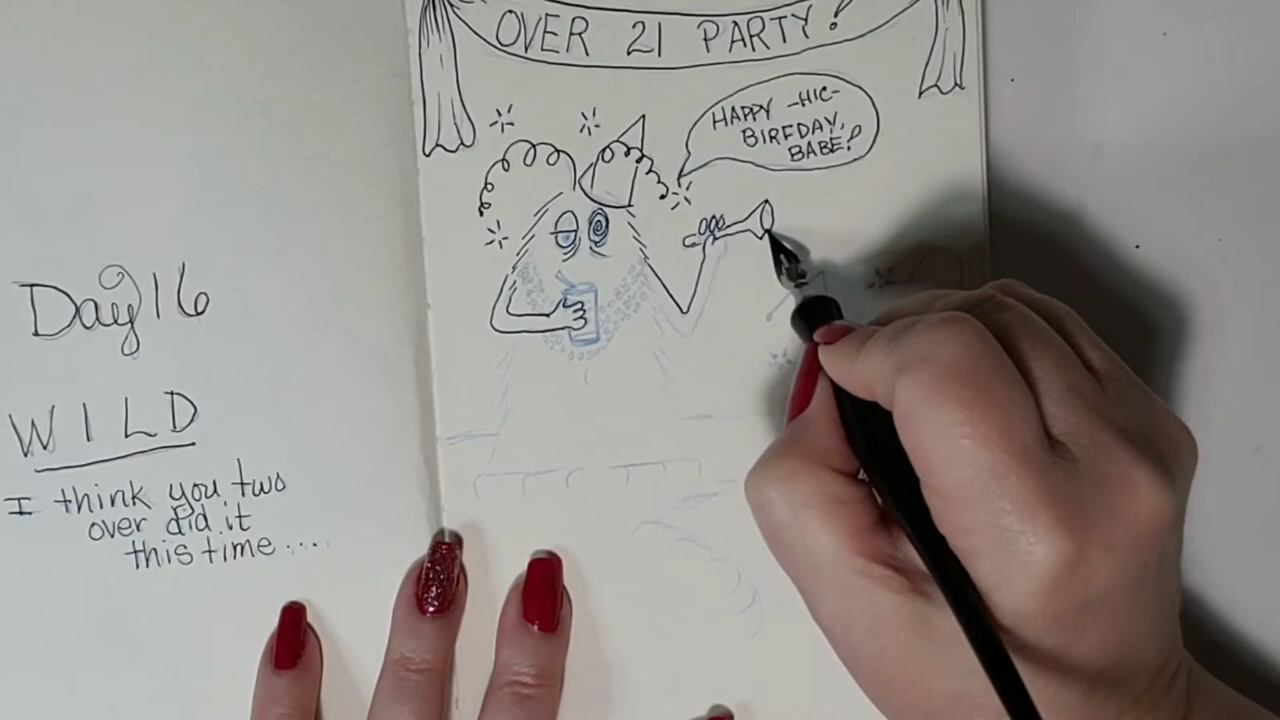 Day 16
WILD
I think you two
over did it
this time....
OVER 21 PARTY!
HAPPY -HIC-
BIRFDAY,
BABE!